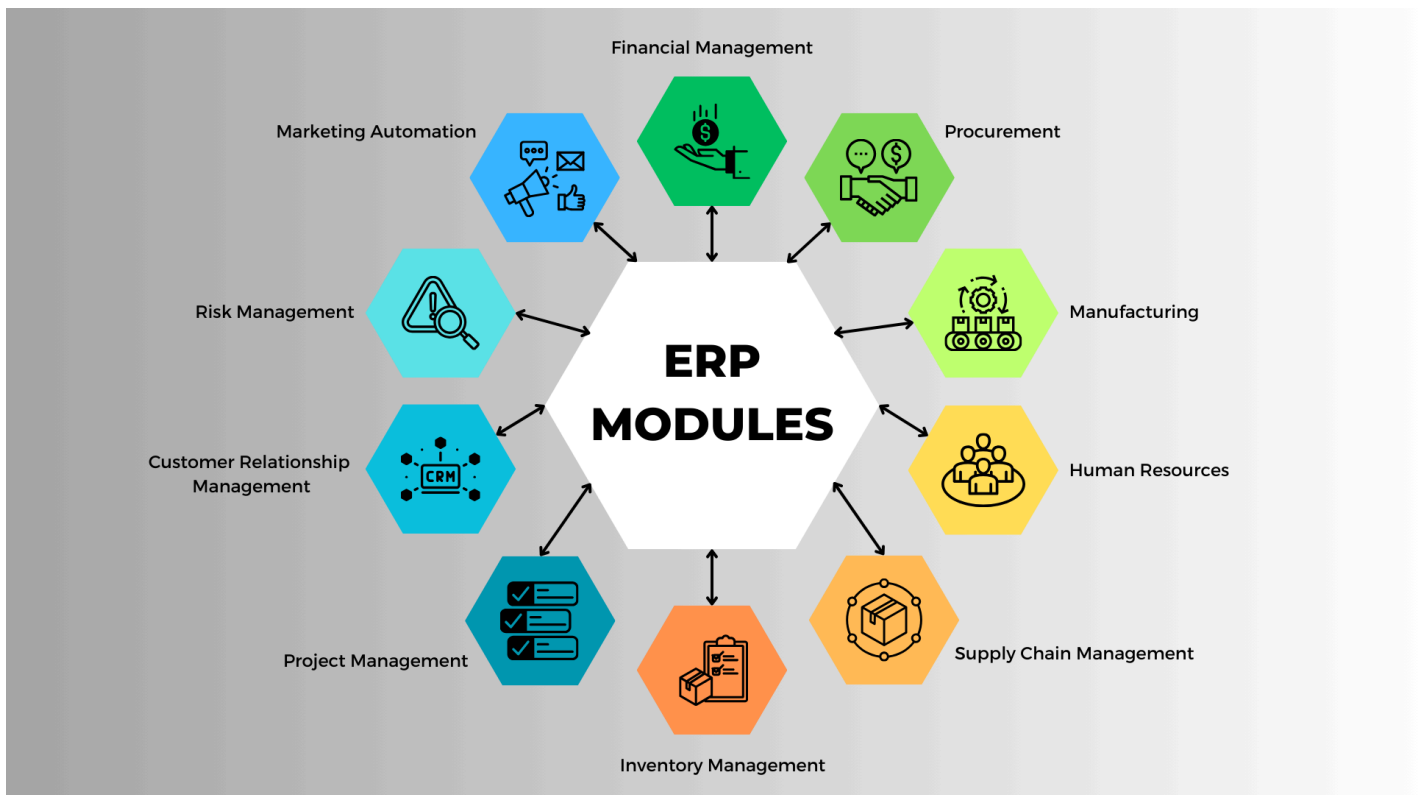 Financial Management
Marketing Automation
Procurement
$
$
Risk Management
Manufacturing
ERP
MODULES
Customer Relationship
Management
CRM
Human Resources
Project Management
Supply Chain Management
Inventory Management